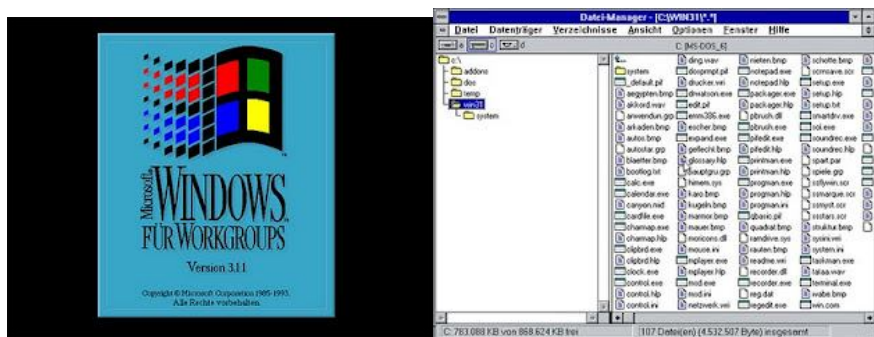 Microsoft®
WINDOWS™
FÜR WORKGROUPS
Version 3.11
Copyright © Microsoft Corporation 1985-1993.
Alle Rechte vorbehalten.
Datei-Manager - [C:\WIN31\*.*]
Datei Datenträger Verzeichnisse Ansicht Optionen Fenster Hilfe
a c d C: [MS-DOS_6]
c:\
addons
dos
temp
win31
system
system
_default.pif
aegypten.bmp
akkord.wav
anwendun.grp
arkaden.bmp
autos.bmp
autostar.grp
blaetter.bmp
bootlog.txt
calc.exe
calendar.exe
canyon.mid
cardfile.exe
charmap.exe
charmap.hlp
clipbrd.exe
clipbrd.hlp
clock.exe
control.exe
control.hlp
control.ini
ding.wav
dosprmpt.pif
drucker.wri
drwatson.exe
edit.pif
emm386.exe
escher.bmp
expand.exe
geflecht.bmp
glossary.hlp
hauptgru.grp
himem.sys
karo.bmp
kugeln.bmp
marmor.bmp
mauer.bmp
moricons.dll
mouse.ini
mplayer.exe
mplayer.hlp
msd.exe
msd.ini
netzwerk.wri
nieten.bmp
notepad.exe
notepad.hlp
packager.exe
packager.hlp
pbrush.dll
pbrush.exe
pifedit.exe
pifedit.hlp
printman.exe
printman.hlp
progman.exe
progman.hlp
progman.ini
qbasic.pif
quadrat.bmp
ramdrive.sys
rauten.bmp
readme.wri
recorder.dll
recorder.exe
recorder.hlp
reg.dat
regedit.exe
schotte.bmp
scrnsave.scr
setup.exe
setup.hlp
setup.txt
smartdrv.exe
sol.exe
soundrec.exe
soundrec.hlp
spart.par
spiele.grp
ssflywin.scr
ssmarque.scr
ssmyst.scr
ssstars.scr
struktur.bmp
sysini.wri
system.ini
taskman.exe
tataa.wav
terminal.exe
wabe.bmp
win.com
C: 783.088 KB von 868.624 KB frei 107 Datei(en) (4.532.507 Byte) insgesamt